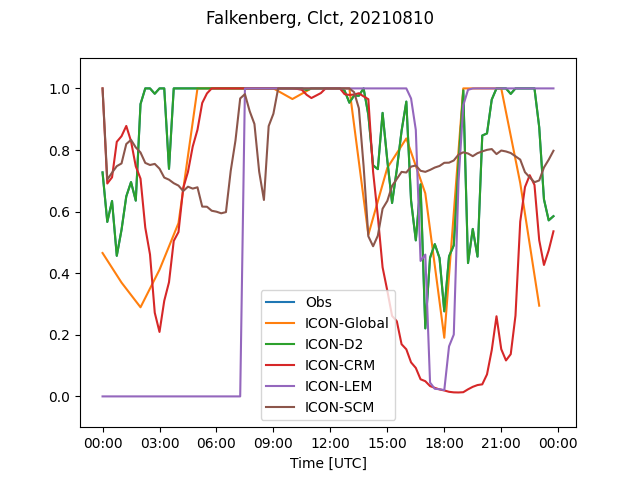 Falkenberg, Clct, 20210810
1.0
0.8
0.6
0.4
0.2
0.0
Obs
ICON-Global
ICON-D2
ICON-CRM
ICON-LEM
ICON-SCM
00:00 03:00 06:00 09:00 12:00 15:00 18:00 21:00 00:00
Time [UTC]